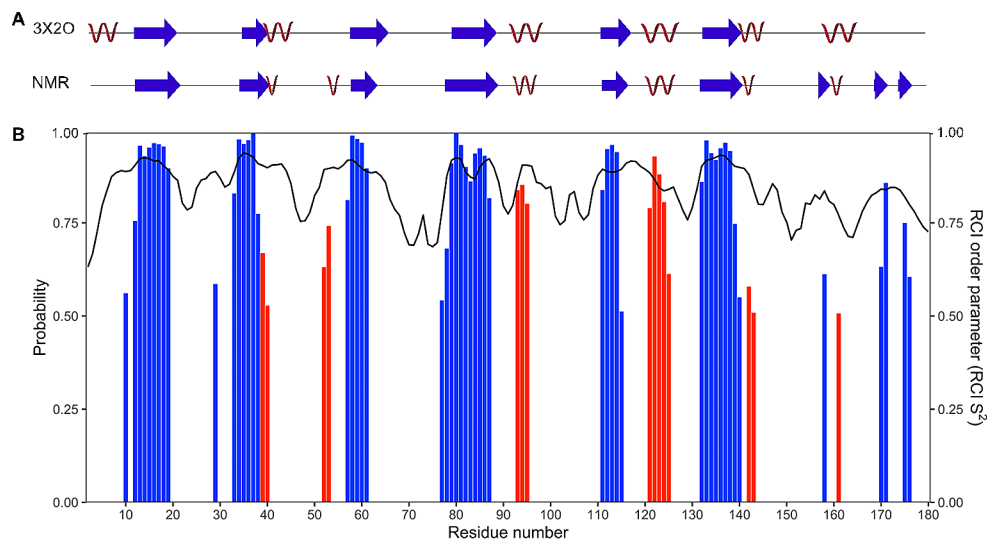 A
3X2O
NMR
B
1.00 1.00
0.75 0.75
0.50 0.50
0.25 0.25
0.00 0.00
Probability
RCI order parameter (RCI S²)
10 20 30 40 50 60 70 80 90 100 110 120 130 140 150 160 170 180
Residue number